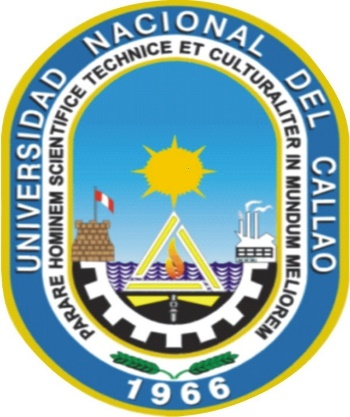 UNIVERSIDAD NACIONAL DEL CALLAO
PARARE HOMINEM SCIENTIFICE TECHNICE ET CULTURALITER IN MUNDUM MELIOREM
1966